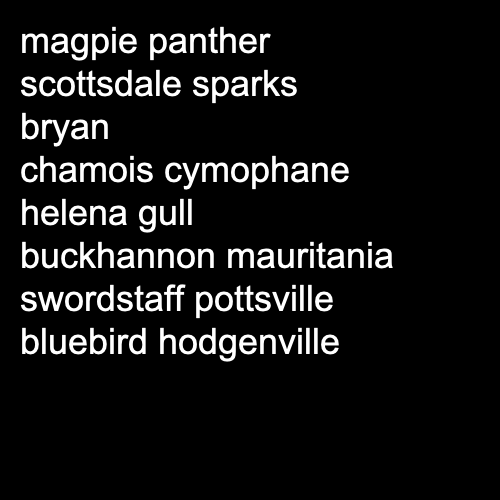 magpie panther
scottsdale sparks
bryan
chamois cymophane
helena gull
buckhannon mauritania
swordstaff pottsville
bluebird hodgenville